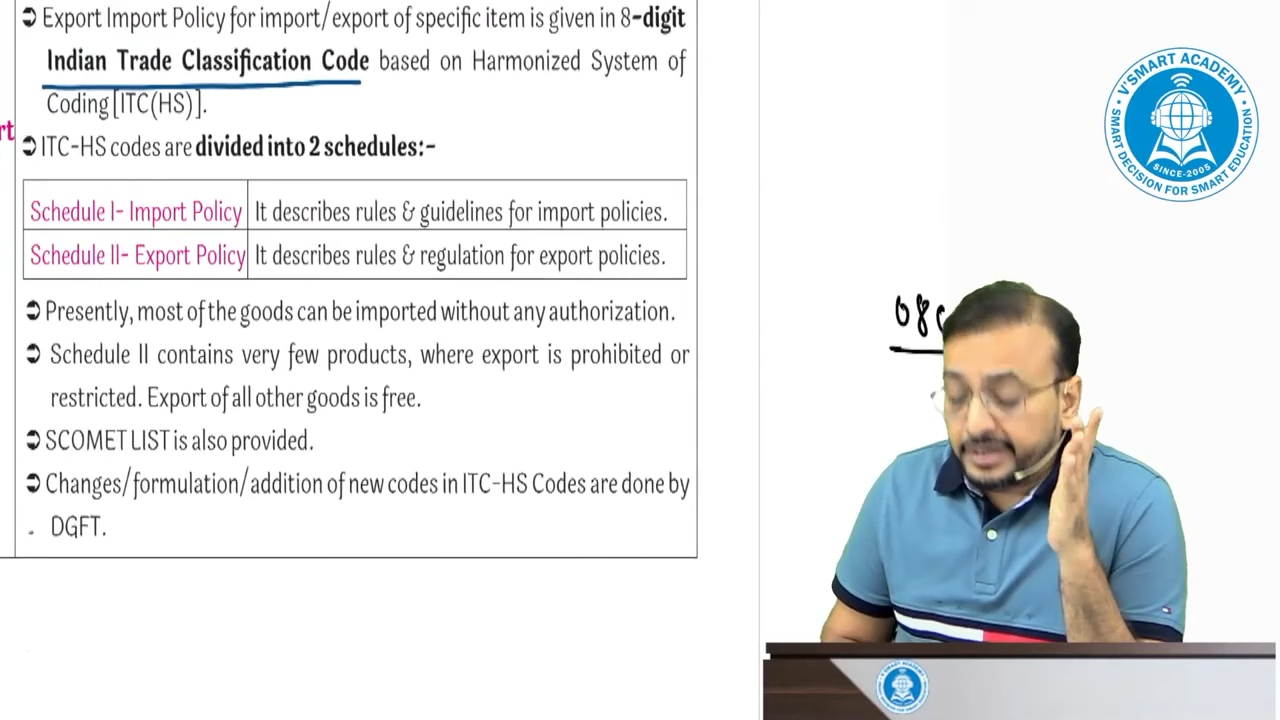 ➲ Export Import Policy for import/export of specific item is given in 8-digit
Indian Trade Classification Code based on Harmonized System of
Coding[ITC(HS)].
rt
➲ ITC-HS codes are divided into 2 schedules:-
Schedule I- Import Policy It describes rules & guidelines for import policies.
Schedule II- Export Policy It describes rules & regulation for export policies.
➲ Presently, most of the goods can be imported without any authorization.
➲ Schedule II contains very few products, where export is prohibited or
restricted. Export of all other goods is free.
➲ SCOMET LIST is also provided.
➲ Changes/formulation/addition of new codes in ITC-HS Codes are done by
. DGFT.
V'SMART ACADEMY
SINCE-2005
SMART DECISION FOR SMART EDUCATION
08
V'SMART ACADEMY